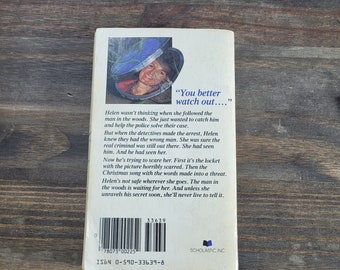 "You better
watch out...."
Helen wasn't thinking when she followed the
man in the woods. She just wanted to catch him
and help the police solve their case.
But when the detectives made the arrest, Helen
knew they had the wrong man. She was sure the
real criminal was still out there. She had seen
him. And he had seen her.
Now he's trying to scare her. First it's the locket
with the picture horribly scarred. Then the
Christmas song with the words made into a threat.
Helen's not safe wherever she goes. The man in
the woods is waiting for her. And unless she
unravels his secret soon, she'll never live to tell it.
33639
0
78073 00225
ISBN 0-590-33639-8
SCHOLASTIC INC.